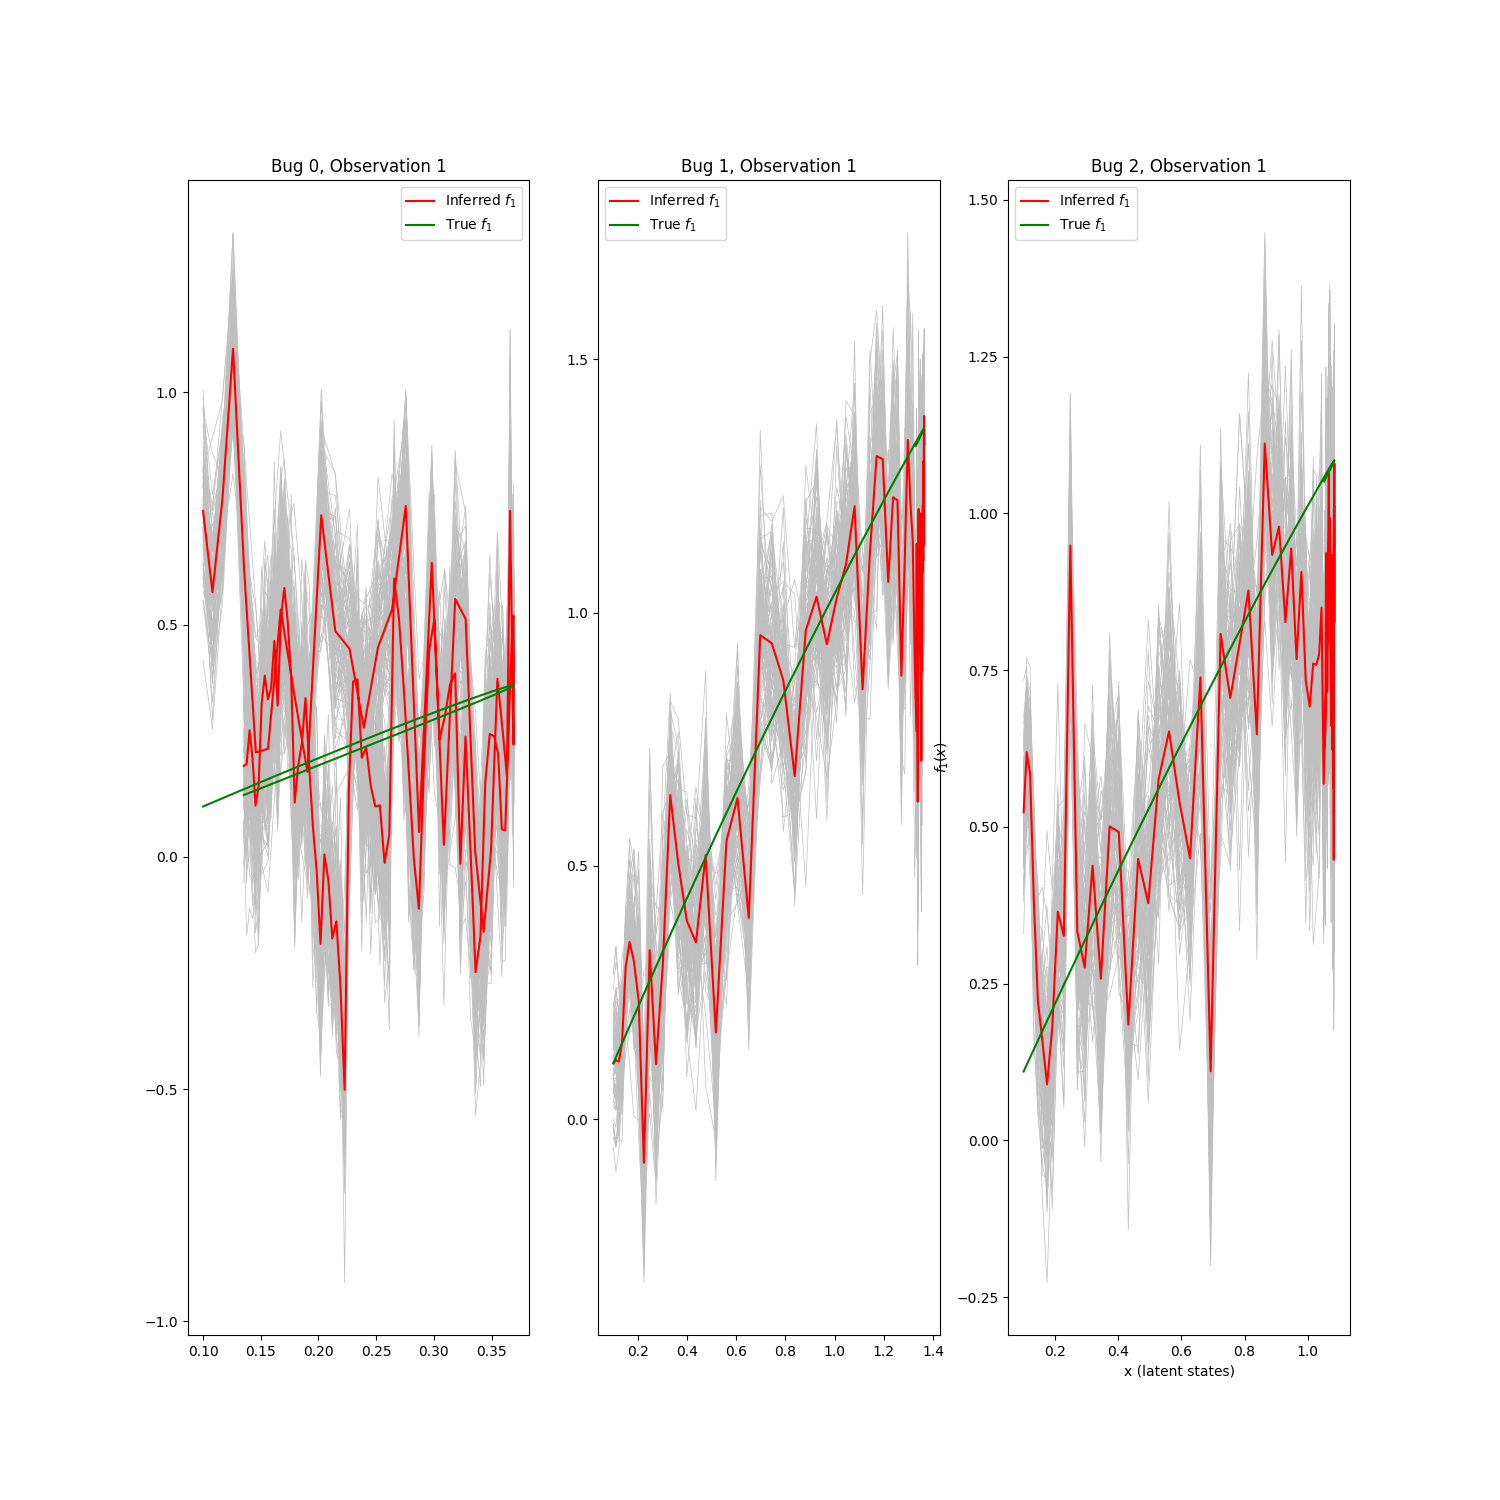 Bug 0, Observation 1
Inferred f₁
True f₁
1.0
0.5
0.0
−0.5
−1.0
0.10 0.15 0.20 0.25 0.30 0.35
Bug 1, Observation 1
Inferred f₁
True f₁
1.5
1.0
0.5
0.0
0.2 0.4 0.6 0.8 1.0 1.2 1.4
Bug 2, Observation 1
Inferred f₁
True f₁
f₁(x)
1.50
1.25
1.00
0.75
0.50
0.25
0.00
−0.25
0.2 0.4 0.6 0.8 1.0
x (latent states)